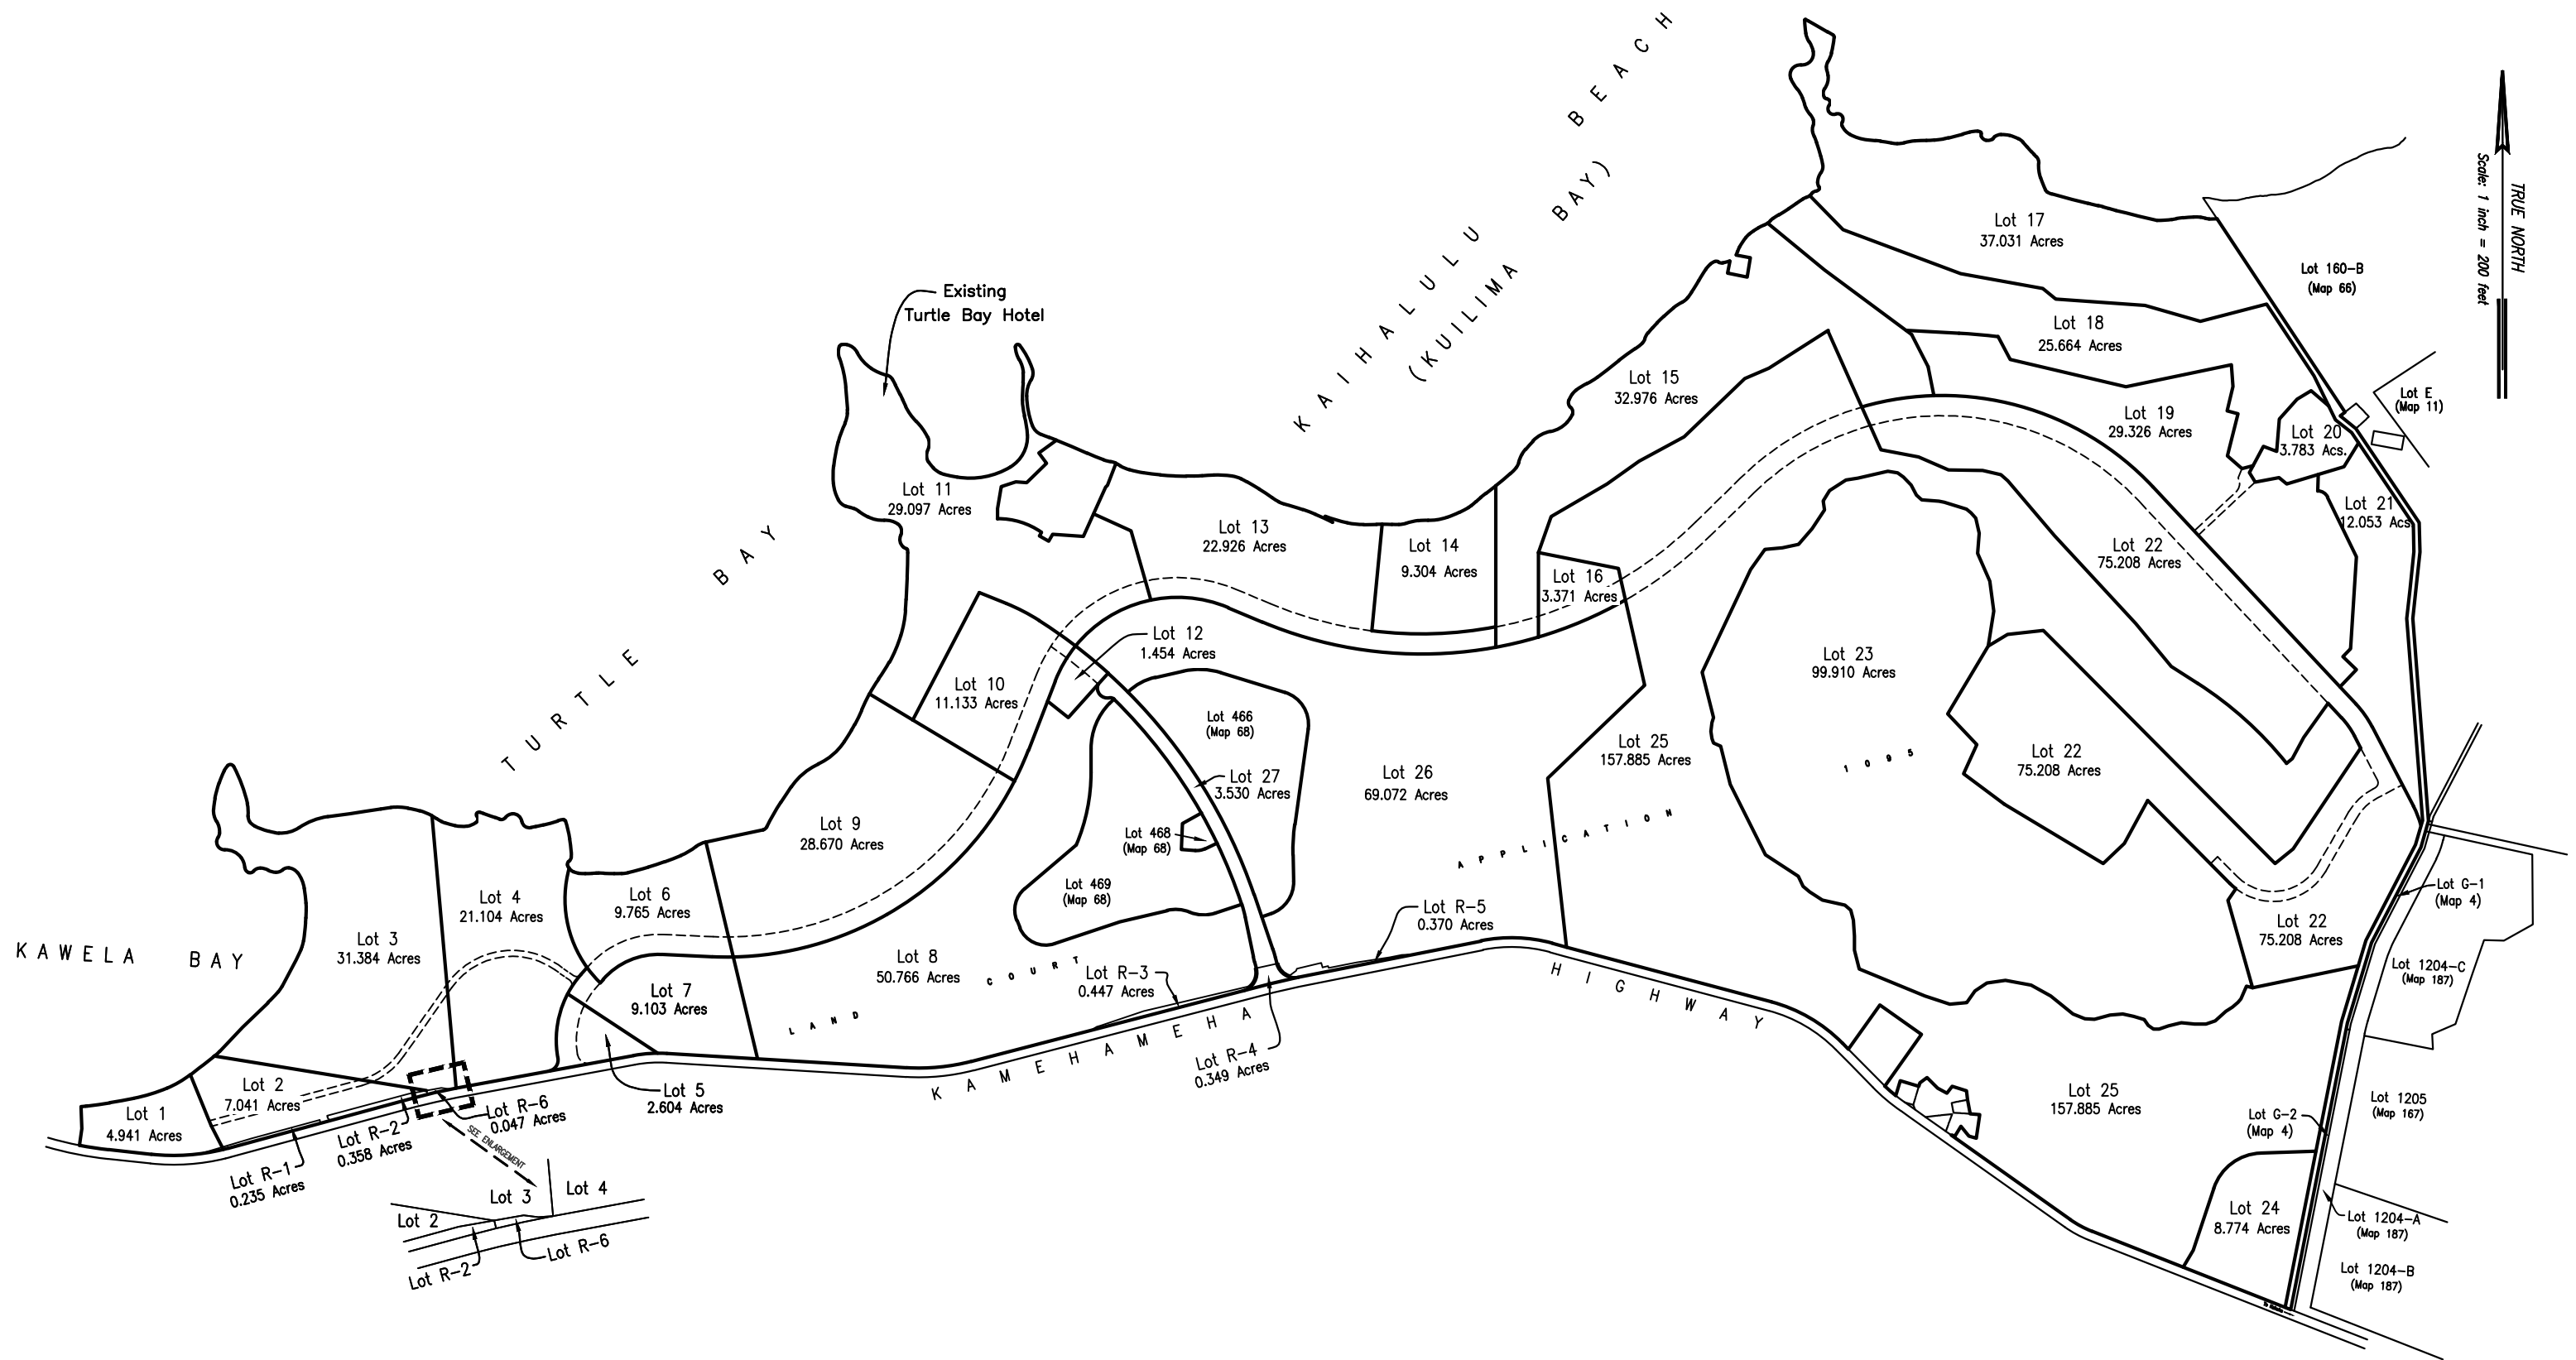 KAIHALULU BEACH
(KUILIMA BAY)
TRUE NORTH
Scale: 1 inch = 200 feet
Existing
Turtle Bay Hotel
TURTLE BAY
KAWELA BAY
Lot 17
37.031 Acres
Lot 160-B
(Map 66)
Lot 18
25.664 Acres
Lot E
(Map 11)
Lot 15
32.976 Acres
Lot 19
29.326 Acres
Lot 20
3.783 Acs.
Lot 21
12.053 Acs
Lot 11
29.097 Acres
Lot 13
22.926 Acres
Lot 14
9.304 Acres
Lot 16
3.371 Acres
Lot 22
75.208 Acres
Lot 12
1.454 Acres
Lot 10
11.133 Acres
Lot 23
99.910 Acres
Lot 466
(Map 68)
Lot 25
157.885 Acres
Lot 22
75.208 Acres
Lot 27
3.530 Acres
Lot 26
69.072 Acres
Lot 9
28.670 Acres
Lot 468
(Map 68)
Lot 469
(Map 68)
Lot 4
21.104 Acres
Lot 6
9.765 Acres
Lot 3
31.384 Acres
Lot R-5
0.370 Acres
Lot G-1
(Map 4)
Lot 22
75.208 Acres
Lot 8
50.766 Acres
Lot R-3
0.447 Acres
Lot 1204-C
(Map 187)
Lot 7
9.103 Acres
LAND COURT APPLICATION 1095
KAMEHAMEHA HIGHWAY
Lot R-4
0.349 Acres
Lot 2
7.041 Acres
Lot 1
4.941 Acres
Lot 5
2.604 Acres
Lot R-6
0.047 Acres
Lot R-2
0.358 Acres
Lot R-1
0.235 Acres
SEE ENLARGEMENT
Lot 25
157.885 Acres
Lot 1205
(Map 167)
Lot G-2
(Map 4)
Lot 24
8.774 Acres
Lot 1204-A
(Map 187)
Lot 1204-B
(Map 187)
Lot 3
Lot 4
Lot 2
Lot R-6
Lot R-2